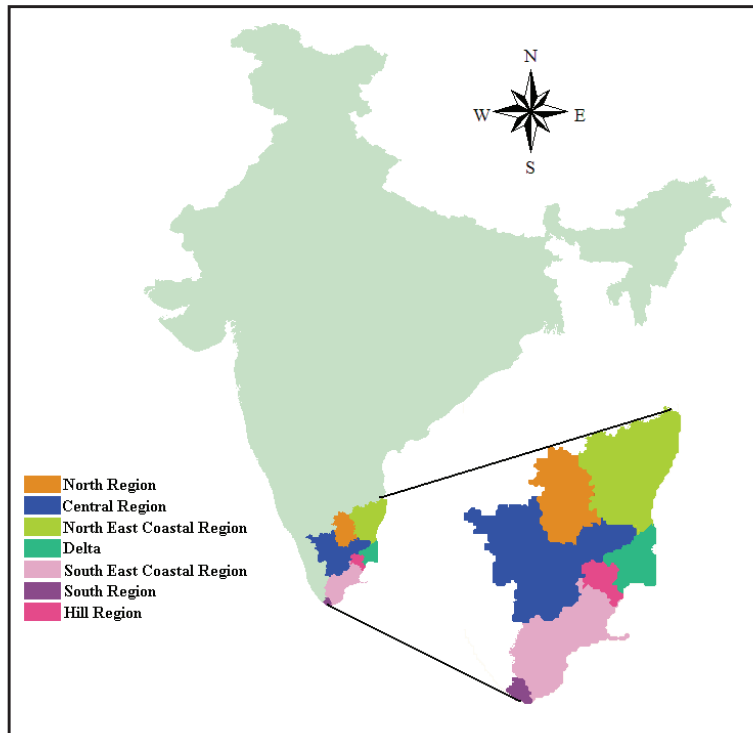 N
W E
S
North Region
Central Region
North East Coastal Region
Delta
South East Coastal Region
South Region
Hill Region